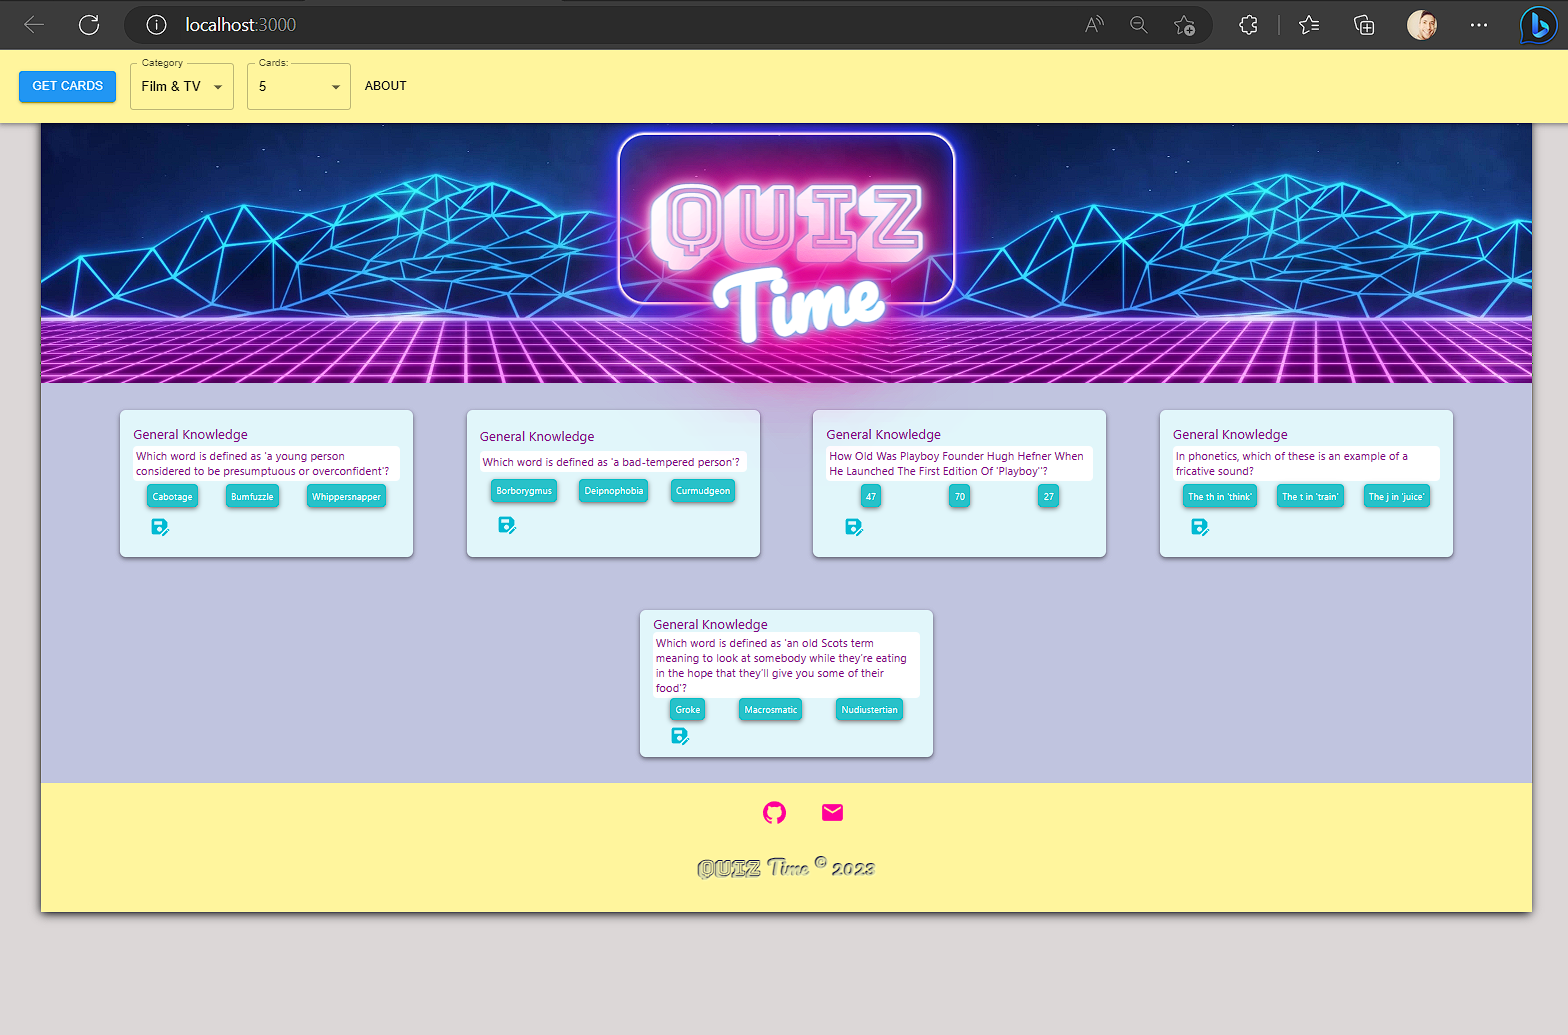 localhost:3000
GET CARDS
Category
Film & TV
Cards:
5
ABOUT
QUIZ
Time
General Knowledge
Which word is defined as 'a young person
considered to be presumptuous or overconfident'?
Cabotage Bumfuzzle Whippersnapper
General Knowledge
Which word is defined as 'a bad-tempered person'?
Borborygmus Deipnophobia Curmudgeon
General Knowledge
How Old Was Playboy Founder Hugh Hefner When
He Launched The First Edition Of 'Playboy''?
47 70 27
General Knowledge
In phonetics, which of these is an example of a
fricative sound?
The th in 'think' The t in 'train' The j in 'juice'
General Knowledge
Which word is defined as 'an old Scots term
meaning to look at somebody while they're eating
in the hope that they'll give you some of their
food'?
Groke Macrosmatic Nudiustertian
QUIZ Time © 2023